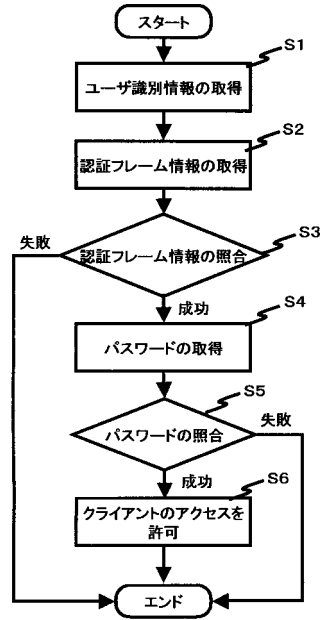 スタート
S1
ユーザ識別情報の取得
S2
認証フレーム情報の取得
S3
失敗
認証フレーム情報の照合
成功
S4
パスワードの取得
S5
失敗
パスワードの照合
成功
S6
クライアントのアクセスを
許可
エンド